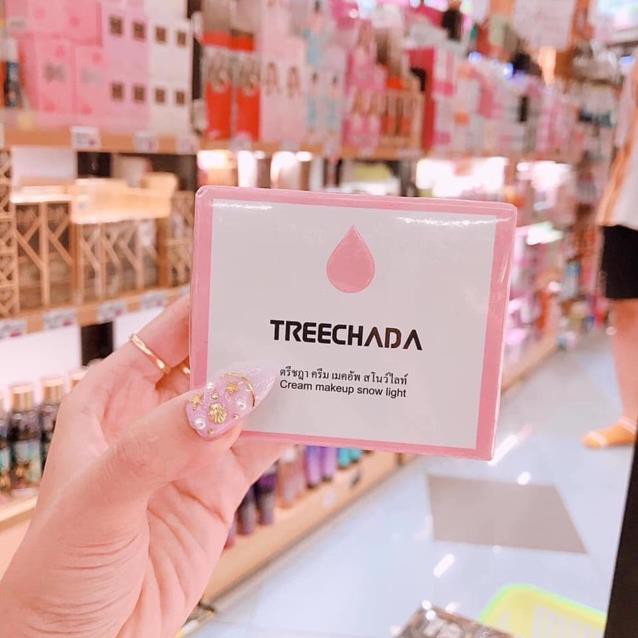 TREECHADA
ตรีชฎา ครีม เมคอัพ สโนว์ไลท์
Cream makeup snow light